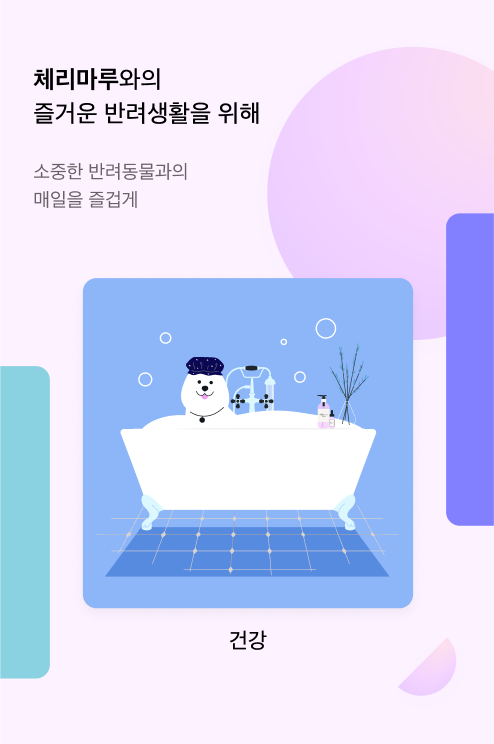 체리마루와의
즐거운 반려생활을 위해
소중한 반려동물과의
매일을 즐겁게
건강